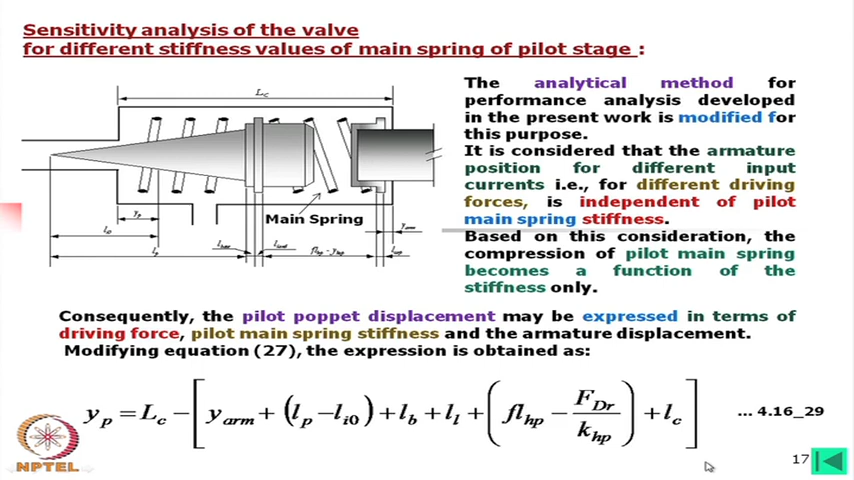 Sensitivity analysis of the valve
for different stiffness values of main spring of pilot stage :
L_C
The analytical method for
performance analysis developed
in the present work is modified for
this purpose.
It is considered that the armature
position for different input
currents i.e., for different driving
forces, is independent of pilot
main spring stiffness.
Based on this consideration, the
compression of pilot main spring
becomes a function of the
stiffness only.
Main Spring
y_p
y_arm
l_i0
l_p
Consequently, the pilot poppet displacement may be expressed in terms of
driving force, pilot main spring stiffness and the armature displacement.
Modifying equation (27), the expression is obtained as:
y_p = L_c − [ y_arm + (l_p − l_i0) + l_b + l_l + ( fl_hp − F_Dr / k_hp ) + l_c ] ... 4.16_29
NPTEL
17